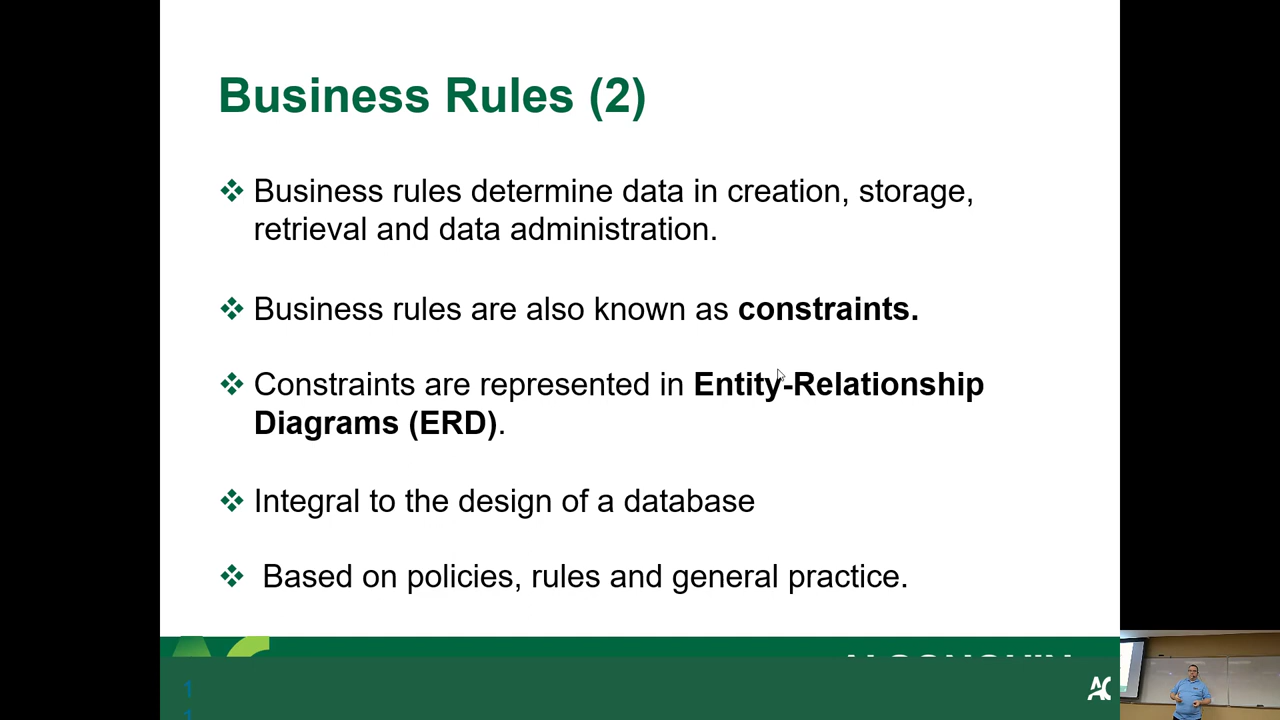 Business Rules (2)
Business rules determine data in creation, storage,
retrieval and data administration.
Business rules are also known as constraints.
Constraints are represented in Entity-Relationship
Diagrams (ERD).
Integral to the design of a database
Based on policies, rules and general practice.
1
1
AC